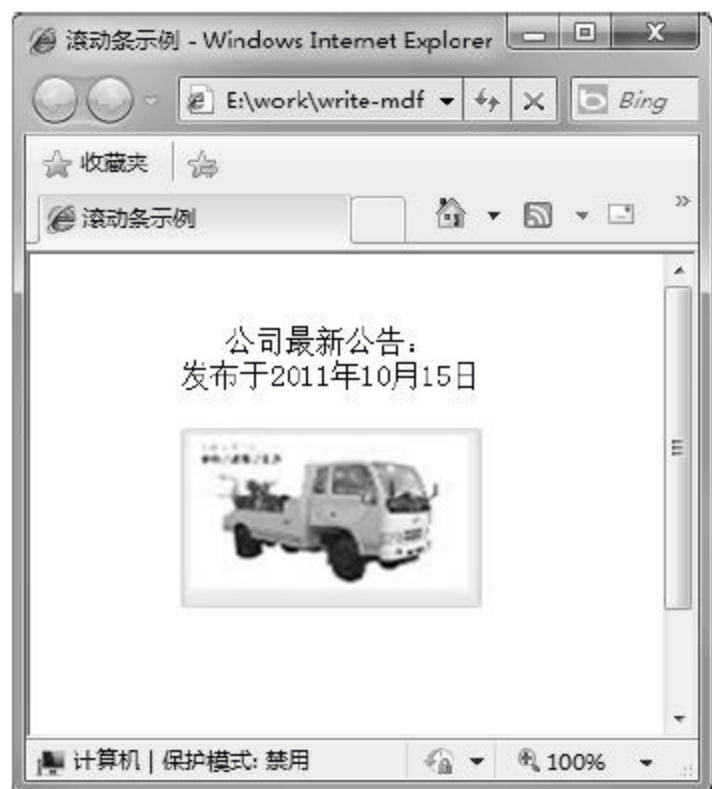 滚动条示例 - Windows Internet Explorer
E:\work\write-mdf
Bing
收藏夹
滚动条示例
公司最新公告：
发布于2011年10月15日
计算机 | 保护模式: 禁用
100%